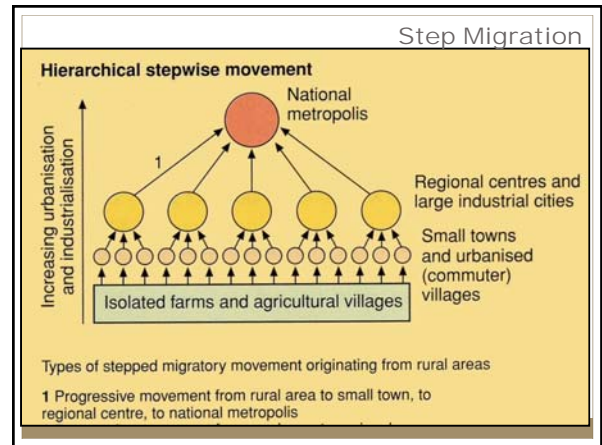 Step Migration
Hierarchical stepwise movement
National
metropolis
1
Increasing urbanisation
and industrialisation
Regional centres and
large industrial cities
Small towns
and urbanised
(commuter)
villages
Isolated farms and agricultural villages
Types of stepped migratory movement originating from rural areas
1 Progressive movement from rural area to small town, to
regional centre, to national metropolis